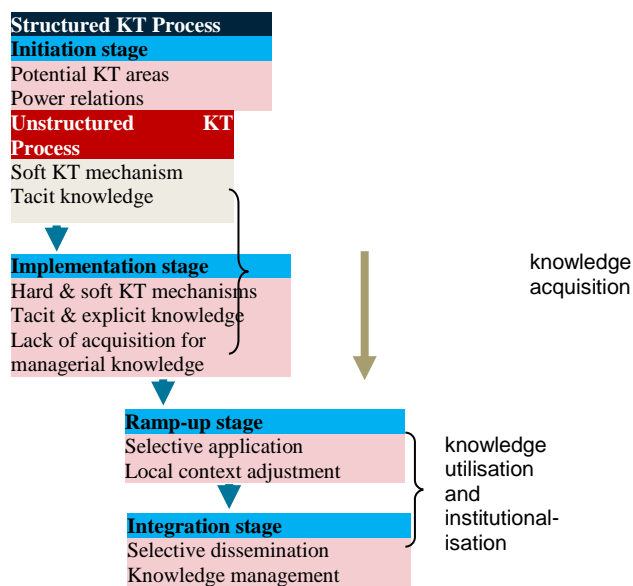 Structured KT Process
Initiation stage
Potential KT areas
Power relations
Unstructured KT
Process
Soft KT mechanism
Tacit knowledge
Implementation stage
Hard & soft KT mechanisms
Tacit & explicit knowledge
Lack of acquisition for
managerial knowledge
knowledge
acquisition
Ramp-up stage
Selective application
Local context adjustment
Integration stage
Selective dissemination
Knowledge management
knowledge
utilisation
and
institutional-
isation